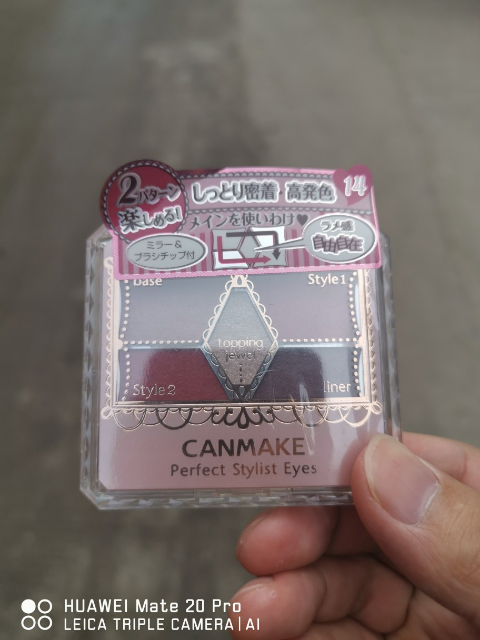 2パターン
楽しめる!
しっとり密着・高発色
14
メインを使いわけ♥
ミラー&
ブラシチップ付
ラメ感
自由自在
base
Style1
topping
jewel
Style2
liner
CANMAKE
Perfect Stylist Eyes
HUAWEI Mate 20 Pro
LEICA TRIPLE CAMERA | AI